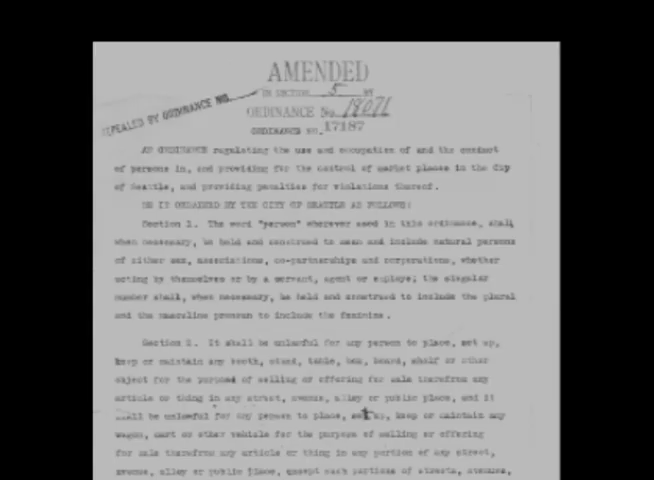 AMENDED
IN SECTION 5 BY
ORDINANCE No. 18071
REPEALED BY ORDINANCE NO.
ORDINANCE NO. 17187
AN ORDINANCE regulating the use and occupation of and the conduct
of persons in, and providing for the control of market places in the City
of Seattle, and providing penalties for violations thereof.
BE IT ORDAINED BY THE CITY OF SEATTLE AS FOLLOWS:
Section 1. The word "person" wherever used in this ordinance, shall,
when necessary, be held and construed to mean and include natural persons
of either sex, associations, co-partnerships and corporations, whether
acting by themselves or by a servant, agent or employe; the singular
number shall, when necessary, be held and construed to include the plural
and the masculine pronoun to include the feminine.
Section 2. It shall be unlawful for any person to place, set up,
keep or maintain any booth, stand, table, box, board, shelf or other
object for the purpose of selling or offering for sale therefrom any
article or thing in any street, avenue, alley or public place, and it
shall be unlawful for any person to place, set up, keep or maintain any
wagon, cart or other vehicle for the purpose of selling or offering
for sale therefrom any article or thing in any portion of any street,
avenue, alley or public place, except such portions of streets, avenues,